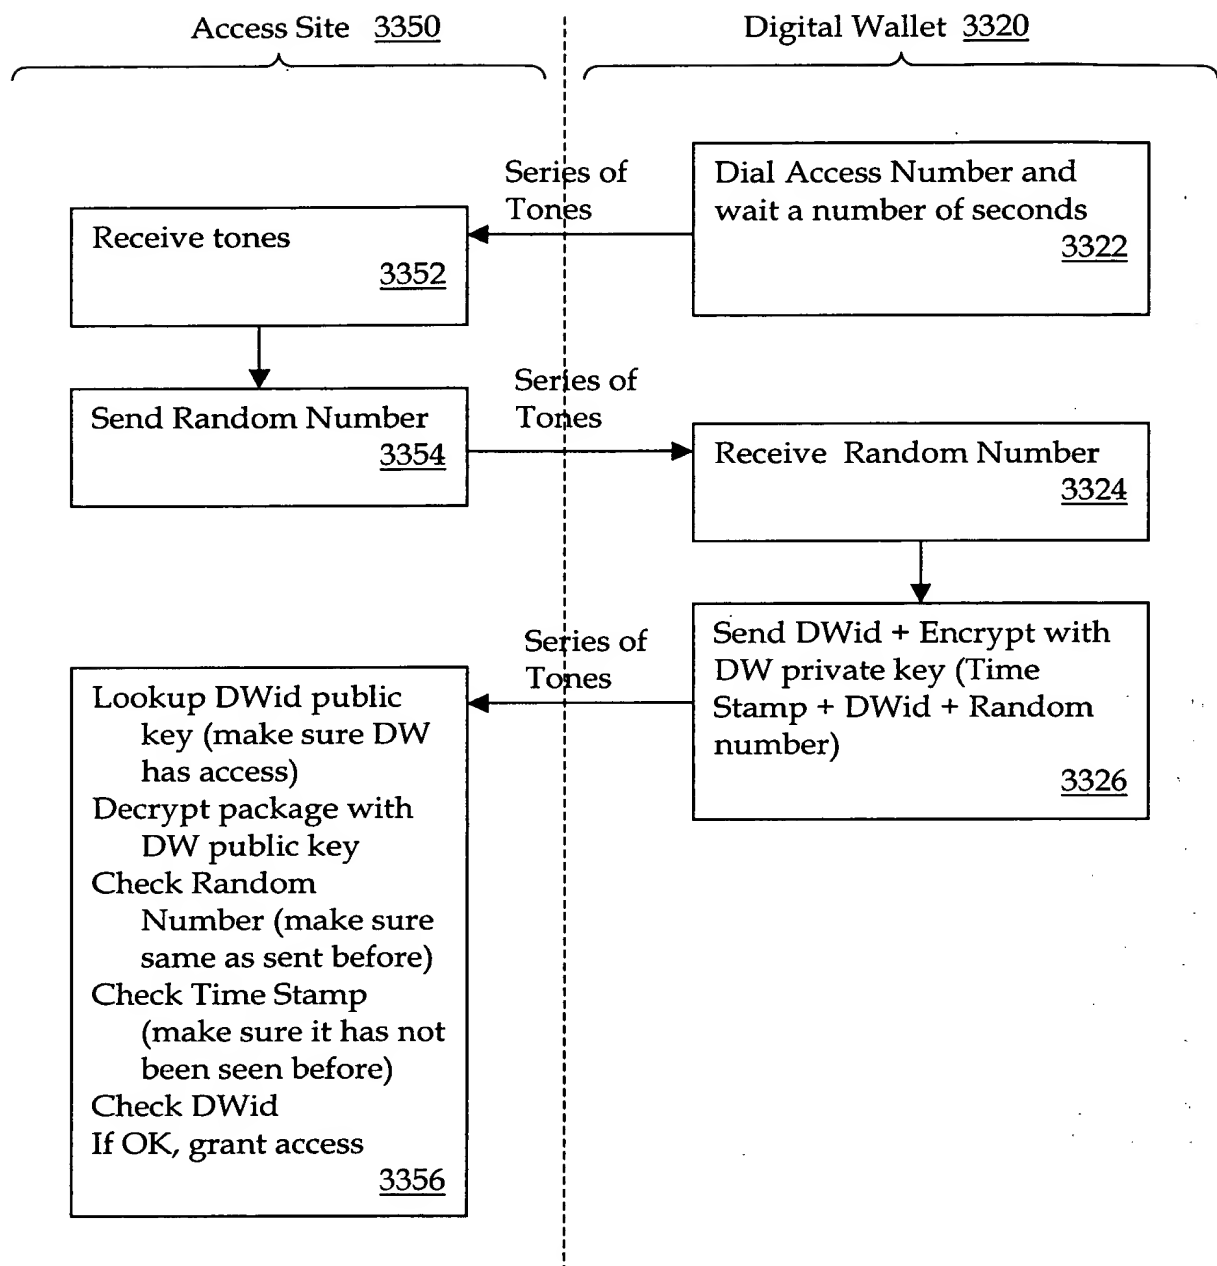 Access Site 3350
Digital Wallet 3320
Dial Access Number and
wait a number of seconds
3322
Series of
Tones
Receive tones
3352
Send Random Number
3354
Series of
Tones
Receive Random Number
3324
Send DWid + Encrypt with
DW private key (Time
Stamp + DWid + Random
number)
3326
Series of
Tones
Lookup DWid public
key (make sure DW
has access)
Decrypt package with
DW public key
Check Random
Number (make sure
same as sent before)
Check Time Stamp
(make sure it has not
been seen before)
Check DWid
If OK, grant access
3356